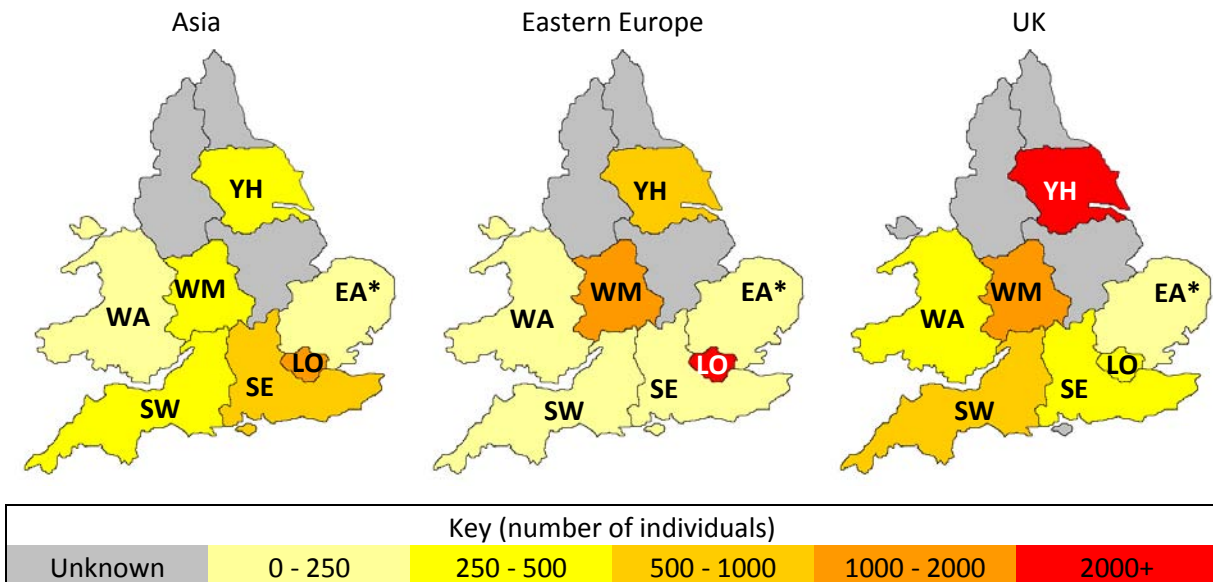 Asia Eastern Europe UK
YH YH YH
WM EA* WM EA* WM EA*
WA WA WA
LO LO LO
SE SE SE
SW SW SW
Key (number of individuals)
Unknown 0 - 250 250 - 500 500 - 1000 1000 - 2000 2000+